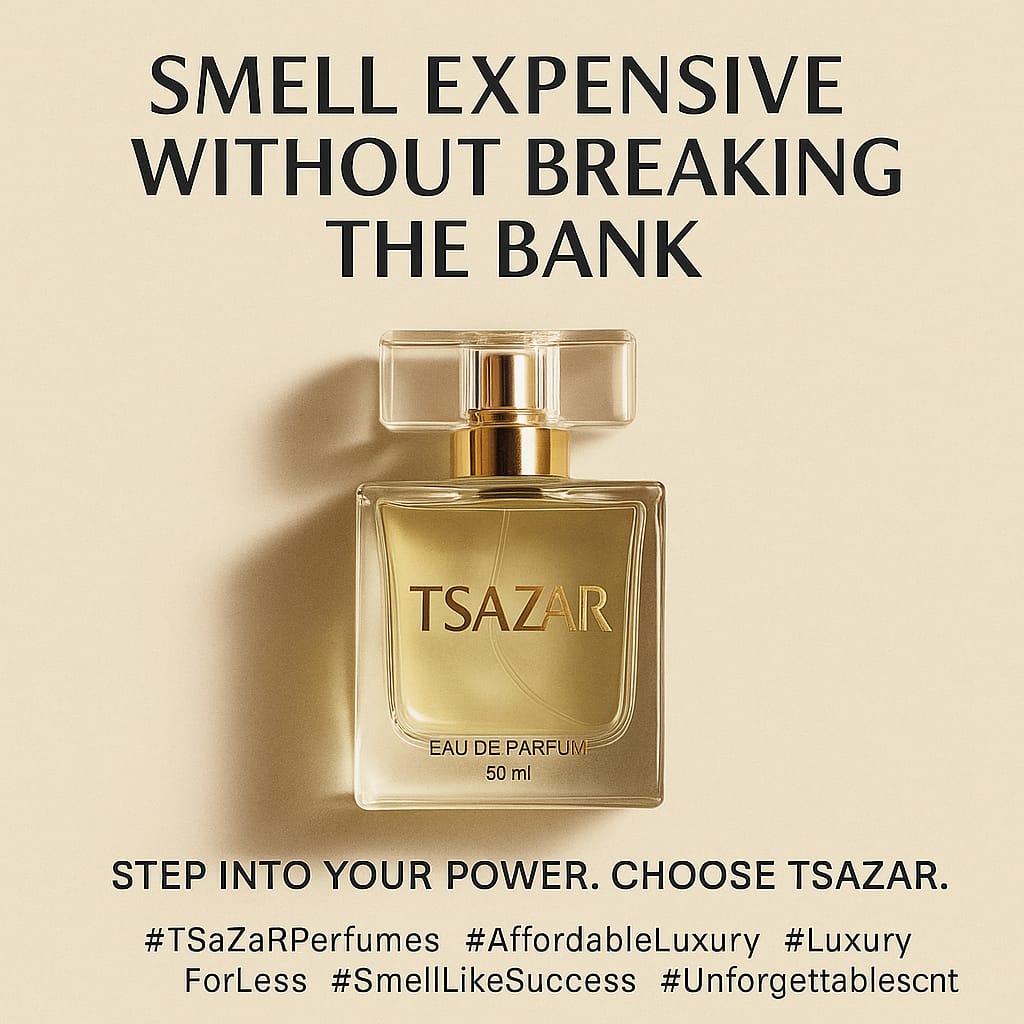 SMELL EXPENSIVE
WITHOUT BREAKING
THE BANK
TSAZAR
EAU DE PARFUM
50 ml
STEP INTO YOUR POWER. CHOOSE TSAZAR.
#TSaZaRPerfumes #AffordableLuxury #Luxury
ForLess #SmellLikeSuccess #Unforgettablescnt